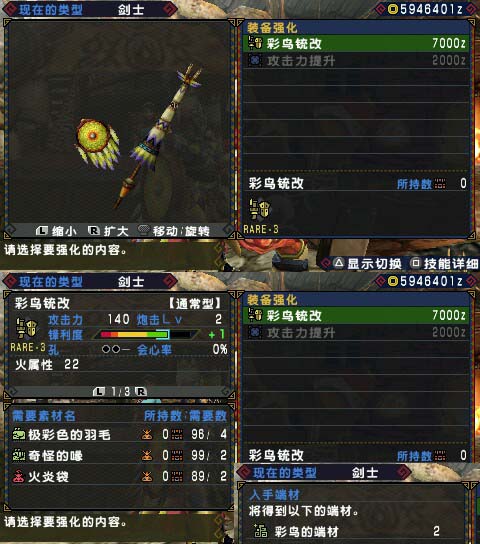 现在的类型 剑士
5946401z
装备强化
彩鸟铳改 7000z
攻击力提升 2000z
彩鸟铳改 所持数 0
RARE-3
L 缩小 R 扩大 移动:旋转
请选择要强化的内容。
△显示切换 □技能详细
现在的类型 剑士
5946401z
彩鸟铳改 【通常型】
攻击力 140 炮击Lv 2
锋利度 +1
RARE-3
孔 ○○— 会心率 0%
火属性 22
L 1/3 R
需要素材名 所持数:需要数
极彩色的羽毛 0 96/ 4
奇怪的喙 0 99/ 2
火炎袋 0 89/ 2
请选择要强化的内容。
装备强化
彩鸟铳改 7000z
攻击力提升 2000z
彩鸟铳改 所持数 0
现在的类型 剑士
入手端材
将得到以下的端材。
彩鸟的端材 2